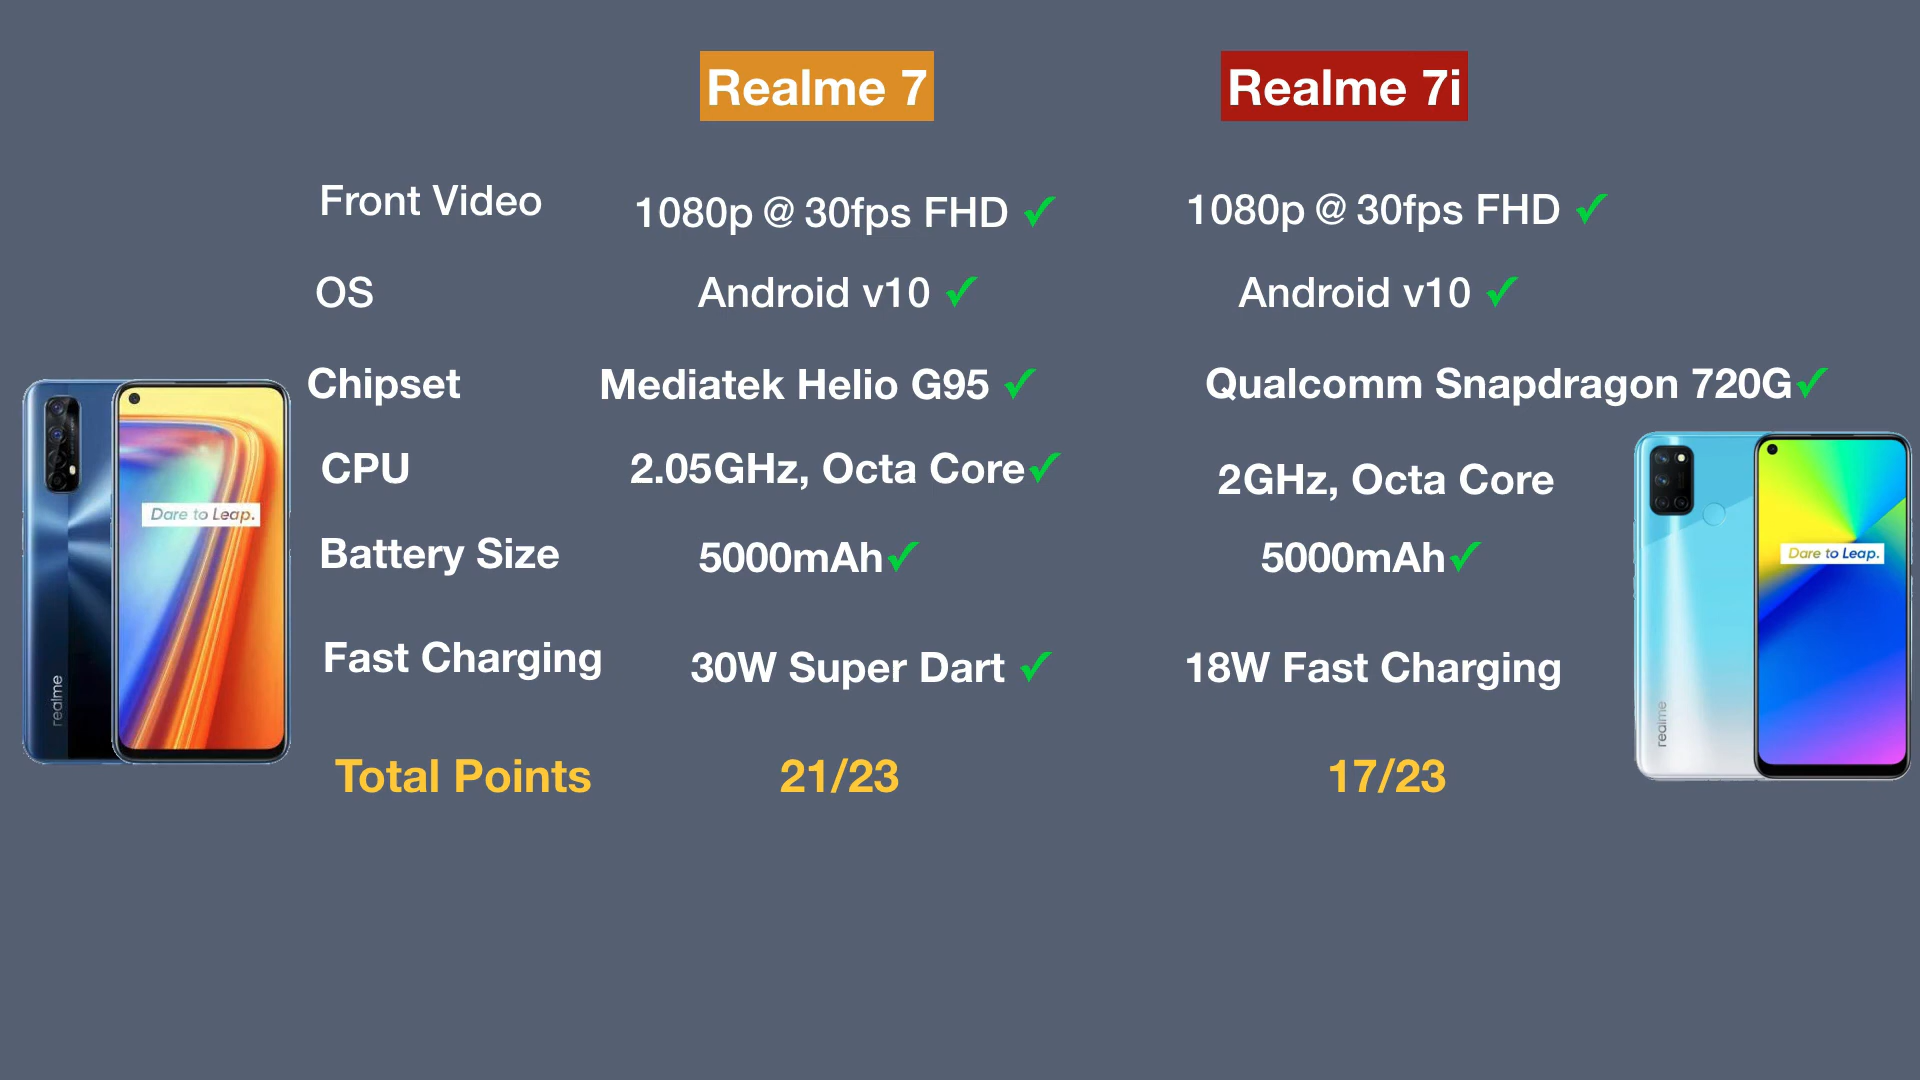 Realme 7 Realme 7i
Front Video 1080p @ 30fps FHD ✓ 1080p @ 30fps FHD ✓
OS Android v10 ✓ Android v10 ✓
Chipset Mediatek Helio G95 ✓ Qualcomm Snapdragon 720G✓
CPU 2.05GHz, Octa Core✓ 2GHz, Octa Core
Battery Size 5000mAh✓ 5000mAh✓
Fast Charging 30W Super Dart ✓ 18W Fast Charging
Total Points 21/23 17/23
Dare to Leap.
realme
Dare to Leap.
realme